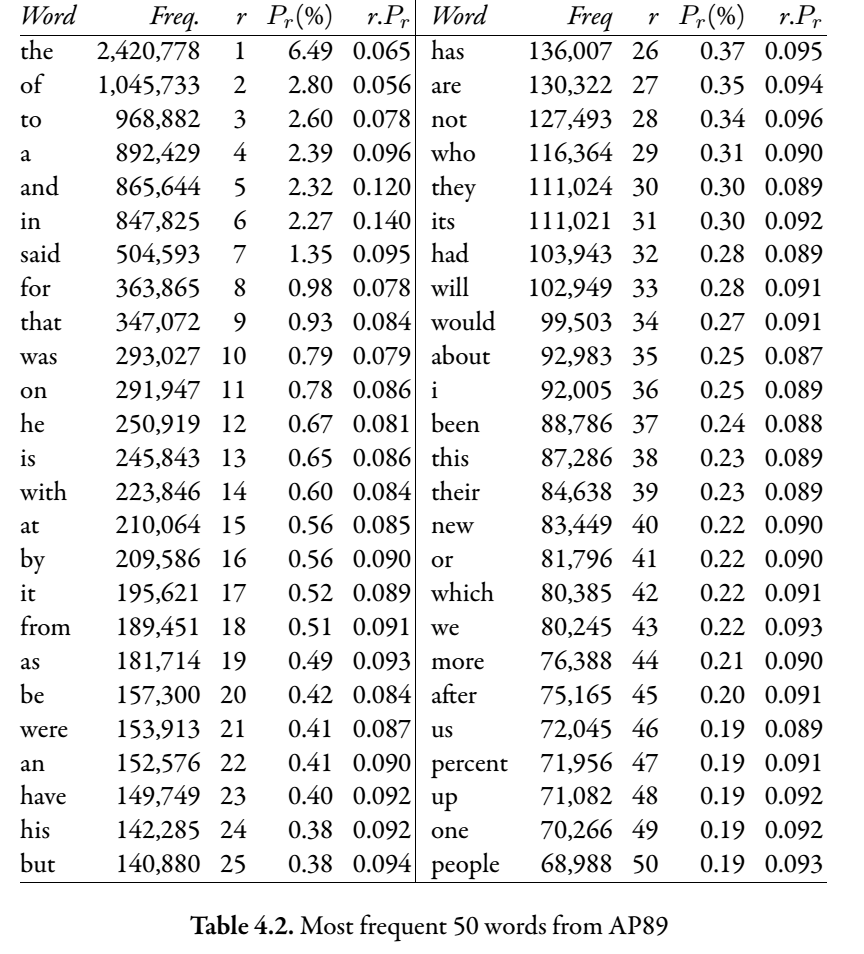 Word Freq. r Pr(%) r.Pr Word Freq r Pr(%) r.Pr
the 2,420,778 1 6.49 0.065 has 136,007 26 0.37 0.095
of 1,045,733 2 2.80 0.056 are 130,322 27 0.35 0.094
to 968,882 3 2.60 0.078 not 127,493 28 0.34 0.096
a 892,429 4 2.39 0.096 who 116,364 29 0.31 0.090
and 865,644 5 2.32 0.120 they 111,024 30 0.30 0.089
in 847,825 6 2.27 0.140 its 111,021 31 0.30 0.092
said 504,593 7 1.35 0.095 had 103,943 32 0.28 0.089
for 363,865 8 0.98 0.078 will 102,949 33 0.28 0.091
that 347,072 9 0.93 0.084 would 99,503 34 0.27 0.091
was 293,027 10 0.79 0.079 about 92,983 35 0.25 0.087
on 291,947 11 0.78 0.086 i 92,005 36 0.25 0.089
he 250,919 12 0.67 0.081 been 88,786 37 0.24 0.088
is 245,843 13 0.65 0.086 this 87,286 38 0.23 0.089
with 223,846 14 0.60 0.084 their 84,638 39 0.23 0.089
at 210,064 15 0.56 0.085 new 83,449 40 0.22 0.090
by 209,586 16 0.56 0.090 or 81,796 41 0.22 0.090
it 195,621 17 0.52 0.089 which 80,385 42 0.22 0.091
from 189,451 18 0.51 0.091 we 80,245 43 0.22 0.093
as 181,714 19 0.49 0.093 more 76,388 44 0.21 0.090
be 157,300 20 0.42 0.084 after 75,165 45 0.20 0.091
were 153,913 21 0.41 0.087 us 72,045 46 0.19 0.089
an 152,576 22 0.41 0.090 percent 71,956 47 0.19 0.091
have 149,749 23 0.40 0.092 up 71,082 48 0.19 0.092
his 142,285 24 0.38 0.092 one 70,266 49 0.19 0.092
but 140,880 25 0.38 0.094 people 68,988 50 0.19 0.093
Table 4.2. Most frequent 50 words from AP89